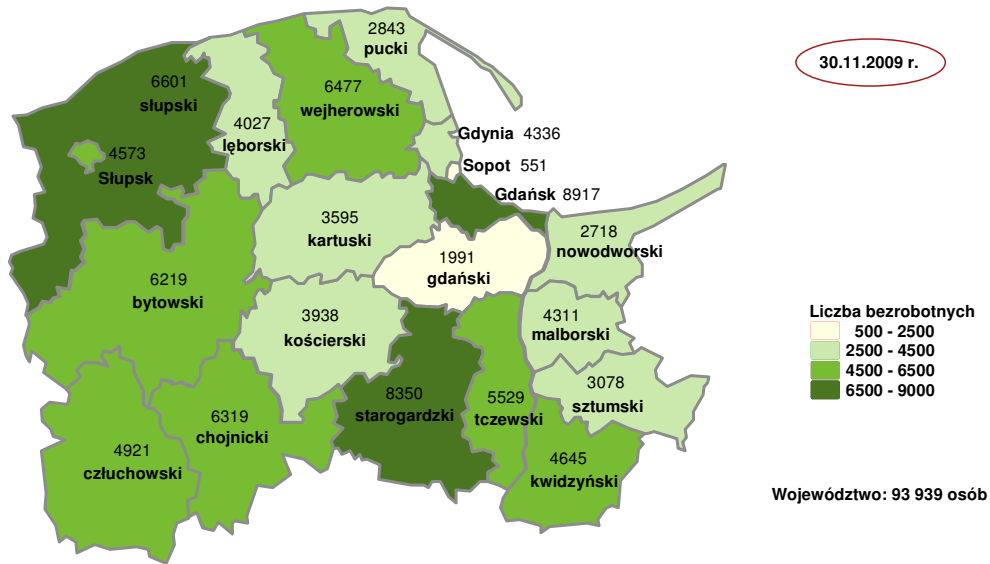 2843
pucki
30.11.2009 r.
6601
słupski
6477
wejherowski
4027
lęborski
Gdynia 4336
4573
Słupsk
Sopot 551
Gdańsk 8917
3595
kartuski
2718
nowodworski
1991
gdański
6219
bytowski
3938
kościerski
4311
malborski
Liczba bezrobotnych
500 - 2500
2500 - 4500
4500 - 6500
6500 - 9000
8350
starogardzki
5529
tczewski
3078
sztumski
6319
chojnicki
4921
człuchowski
4645
kwidzyński
Województwo: 93 939 osób